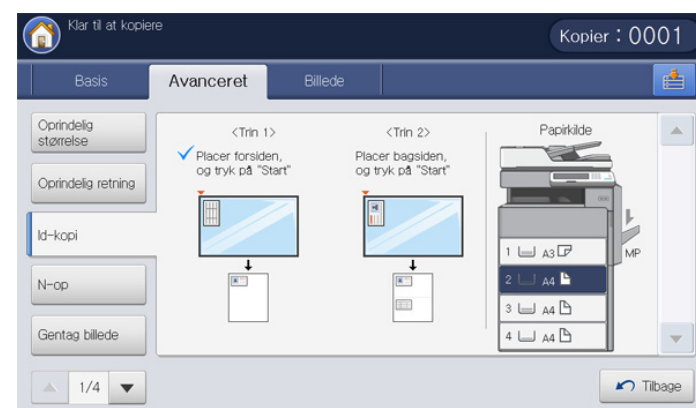 Klar til at kopiere
Kopier : 0001
Basis
Avanceret
Billede
Oprindelig
størrelse
Oprindelig retning
Id-kopi
N-op
Gentag billede
1/4
<Trin 1>
Placer forsiden,
og tryk på "Start"
<Trin 2>
Placer bagsiden,
og tryk på "Start"
Papirkilde
1 A3
2 A4
3 A4
4 A4
MP
Tilbage